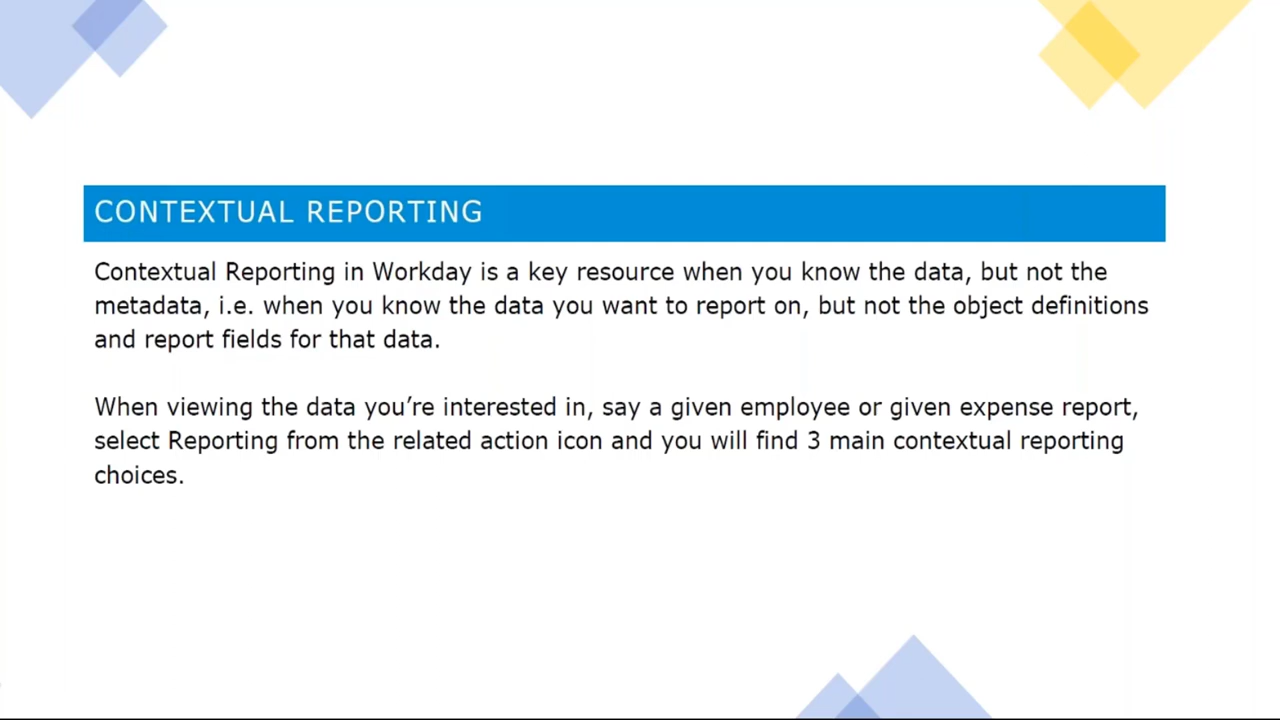 CONTEXTUAL REPORTING
Contextual Reporting in Workday is a key resource when you know the data, but not the
metadata, i.e. when you know the data you want to report on, but not the object definitions
and report fields for that data.
When viewing the data you’re interested in, say a given employee or given expense report,
select Reporting from the related action icon and you will find 3 main contextual reporting
choices.